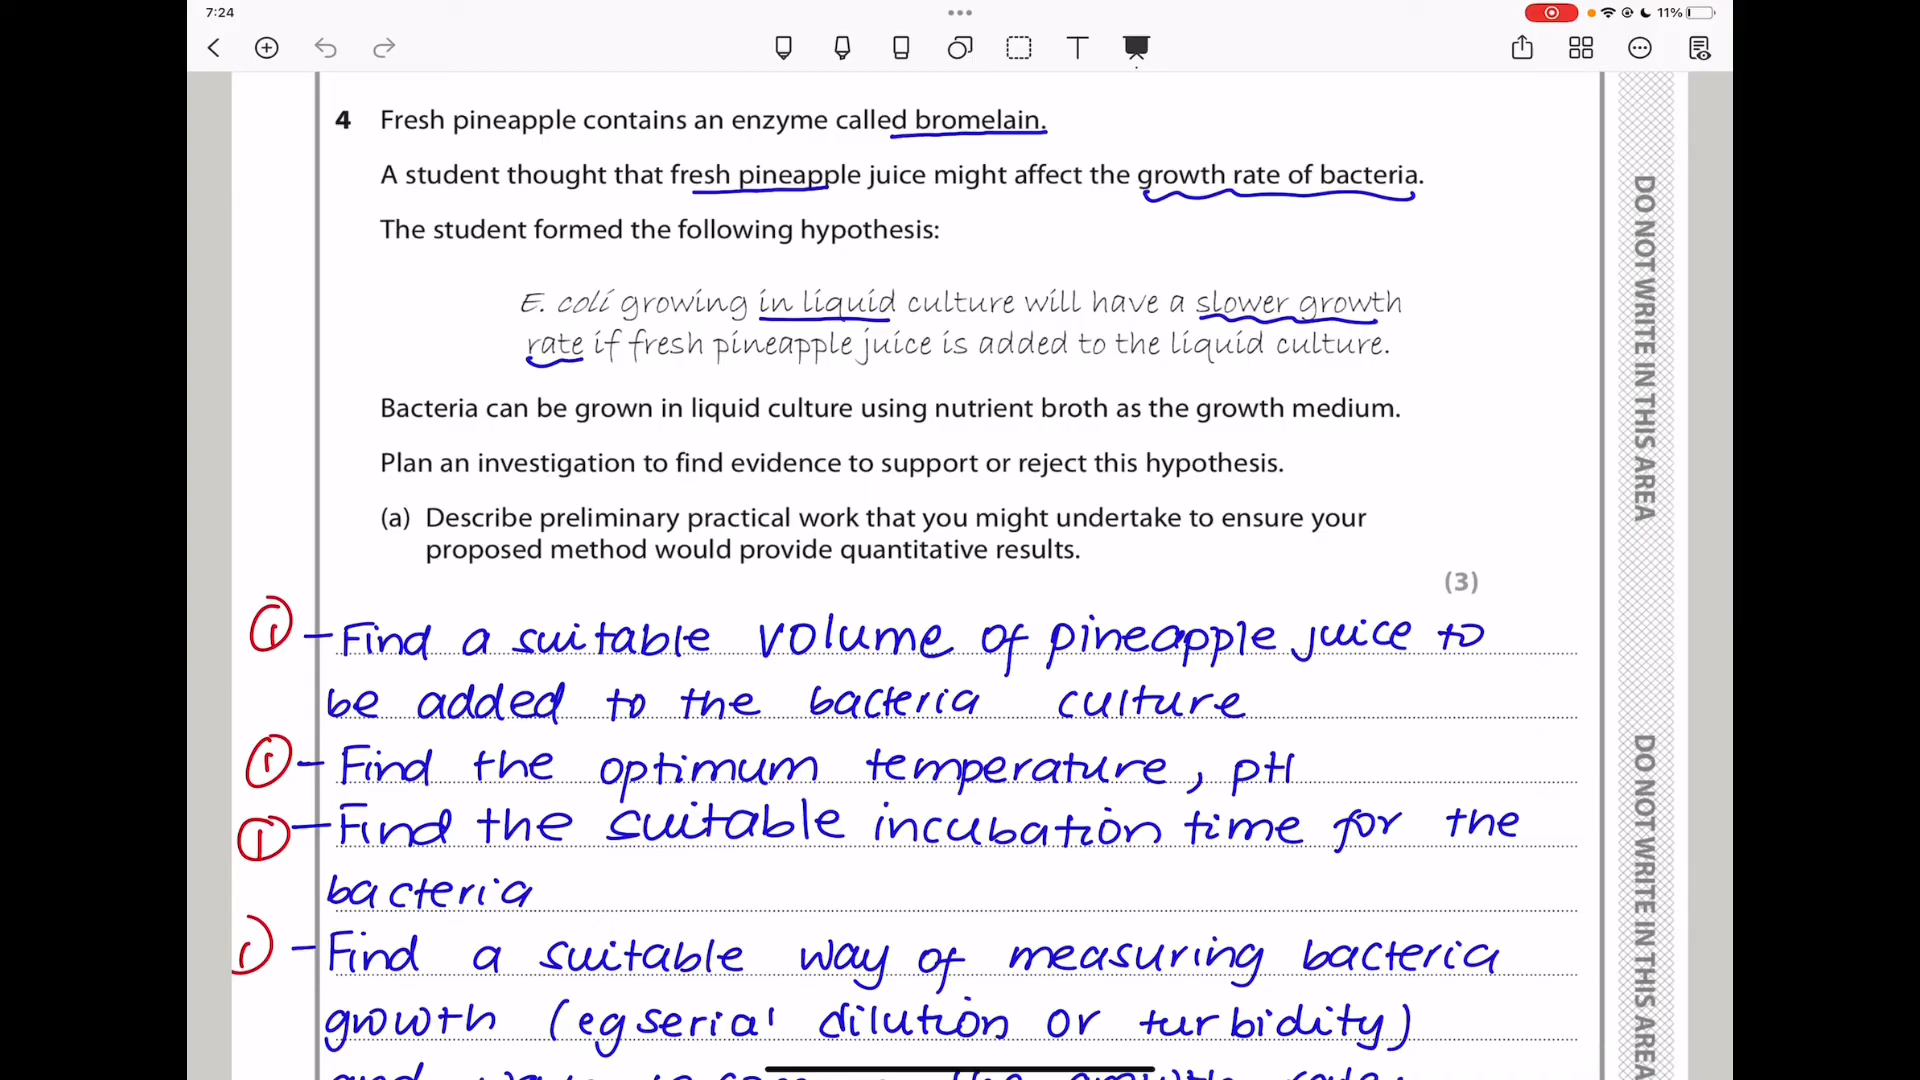 7:24
11%
4 Fresh pineapple contains an enzyme called bromelain.
A student thought that fresh pineapple juice might affect the growth rate of bacteria.
The student formed the following hypothesis:
E. coli growing in liquid culture will have a slower growth
rate if fresh pineapple juice is added to the liquid culture.
Bacteria can be grown in liquid culture using nutrient broth as the growth medium.
Plan an investigation to find evidence to support or reject this hypothesis.
(a) Describe preliminary practical work that you might undertake to ensure your
proposed method would provide quantitative results.
(3)
1 - Find a suitable volume of pineapple juice to
be added to the bacteria culture
1 - Find the optimum temperature, pH
1 - Find the suitable incubation time for the
bacteria
1 - Find a suitable way of measuring bacteria
growth (eg serial dilution or turbidity)
DO NOT WRITE IN THIS AREA
DO NOT WRITE IN THIS AREA